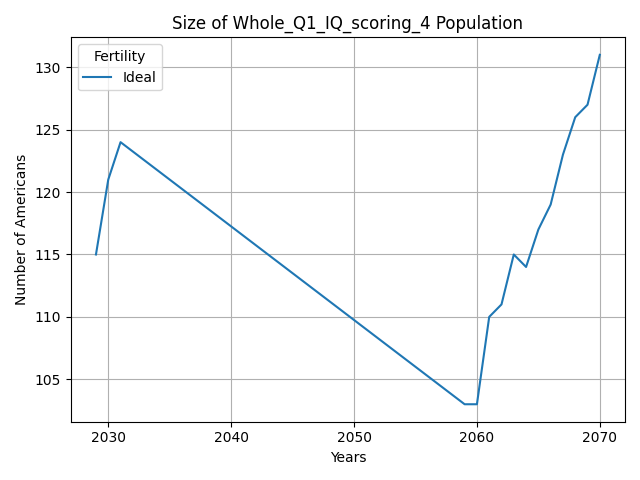 Size of Whole_Q1_IQ_scoring_4 Population
Fertility
Ideal
Number of Americans
130
125
120
115
110
105
2030 2040 2050 2060 2070
Years